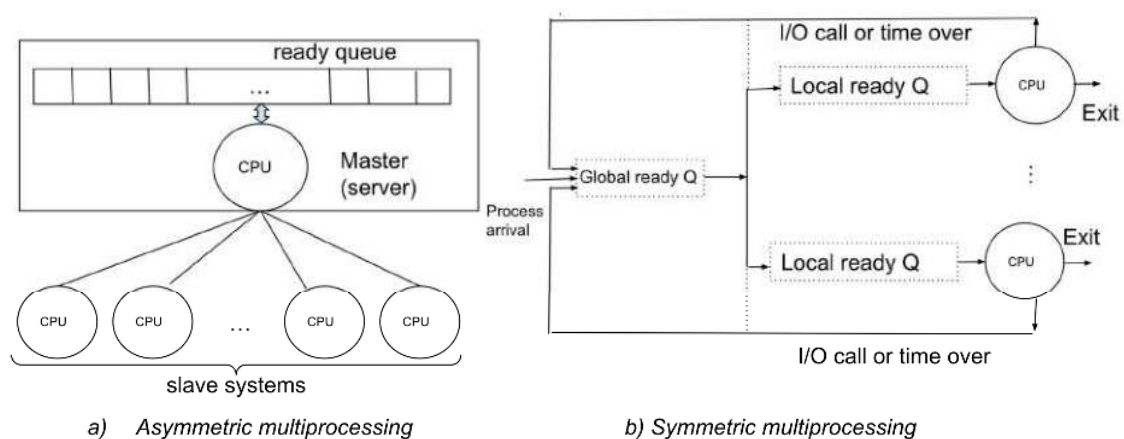 ready queue
...
CPU
Master
(server)
CPU
CPU
...
CPU
CPU
slave systems
a) Asymmetric multiprocessing
I/O call or time over
Local ready Q
CPU
Exit
Global ready Q
Process
arrival
...
Local ready Q
CPU
Exit
I/O call or time over
b) Symmetric multiprocessing